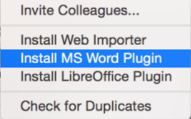 Invite Colleagues...
Install Web Importer
Install MS Word Plugin
Install LibreOffice Plugin
Check for Duplicates